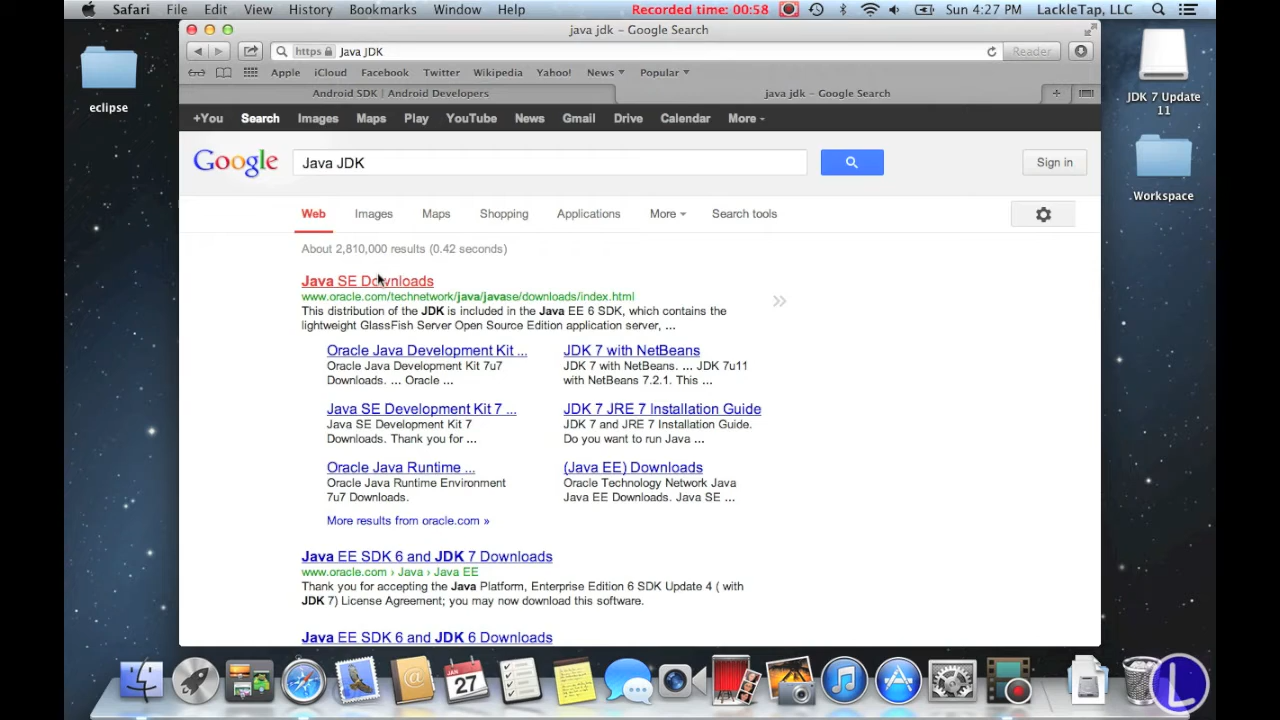 Safari File Edit View History Bookmarks Window Help Recorded time: 00:58 Sun 4:27 PM LackleTap, LLC
java jdk – Google Search
https Java JDK Reader
Apple iCloud Facebook Twitter Wikipedia Yahoo! News Popular
Android SDK | Android Developers java jdk – Google Search
+You Search Images Maps Play YouTube News Gmail Drive Calendar More
Google Java JDK Sign in
Web Images Maps Shopping Applications More Search tools
About 2,810,000 results (0.42 seconds)
Java SE Downloads
www.oracle.com/technetwork/java/javase/downloads/index.html
This distribution of the JDK is included in the Java EE 6 SDK, which contains the
lightweight GlassFish Server Open Source Edition application server, ...
Oracle Java Development Kit ...
Oracle Java Development Kit 7u7
Downloads. ... Oracle ...
JDK 7 with NetBeans
JDK 7 with NetBeans. ... JDK 7u11
with NetBeans 7.2.1. This ...
Java SE Development Kit 7 ...
Java SE Development Kit 7
Downloads. Thank you for ...
JDK 7 JRE 7 Installation Guide
JDK 7 and JRE 7 Installation Guide.
Do you want to run Java ...
Oracle Java Runtime ...
Oracle Java Runtime Environment
7u7 Downloads.
(Java EE) Downloads
Oracle Technology Network Java
Java EE Downloads. Java SE ...
More results from oracle.com »
Java EE SDK 6 and JDK 7 Downloads
www.oracle.com › Java › Java EE
Thank you for accepting the Java Platform, Enterprise Edition 6 SDK Update 4 ( with
JDK 7) License Agreement; you may now download this software.
Java EE SDK 6 and JDK 6 Downloads
eclipse
JDK 7 Update
11
Workspace
JAN
27
L